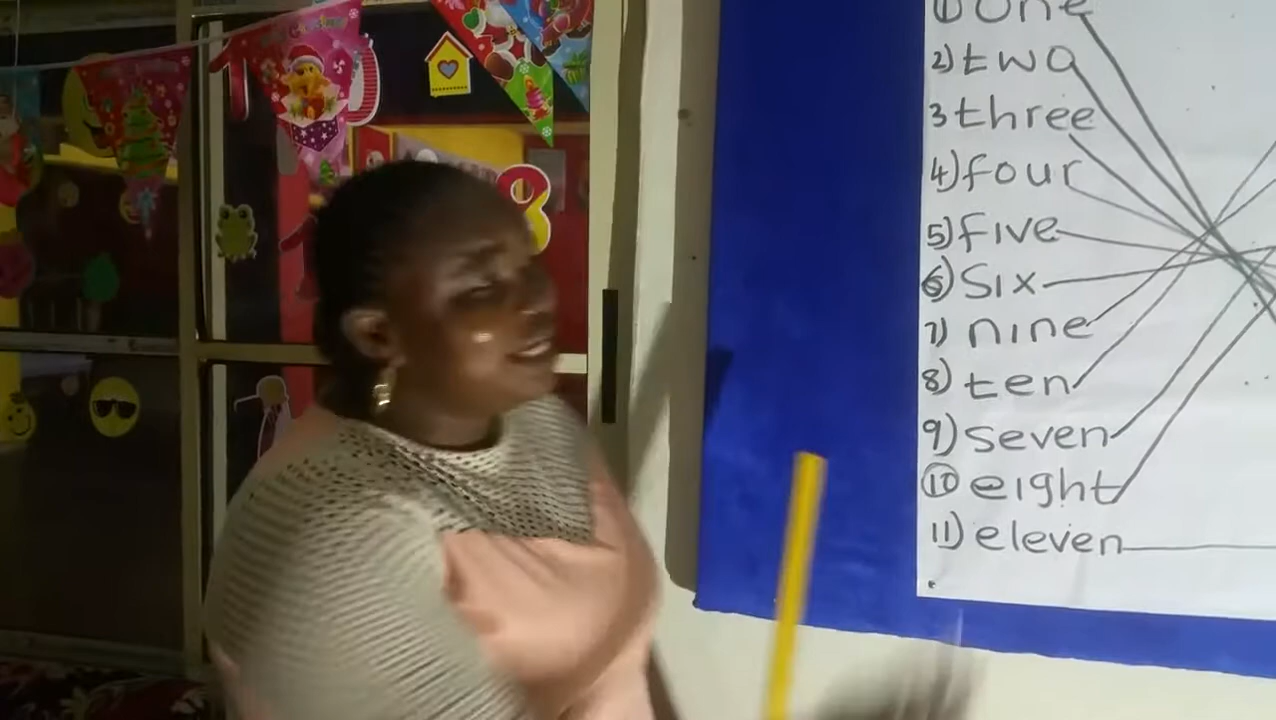 1) One
2) two
3 three
4) four
5) five
6) six
7) nine
8) ten
9) seven
10 eight
11) eleven
8